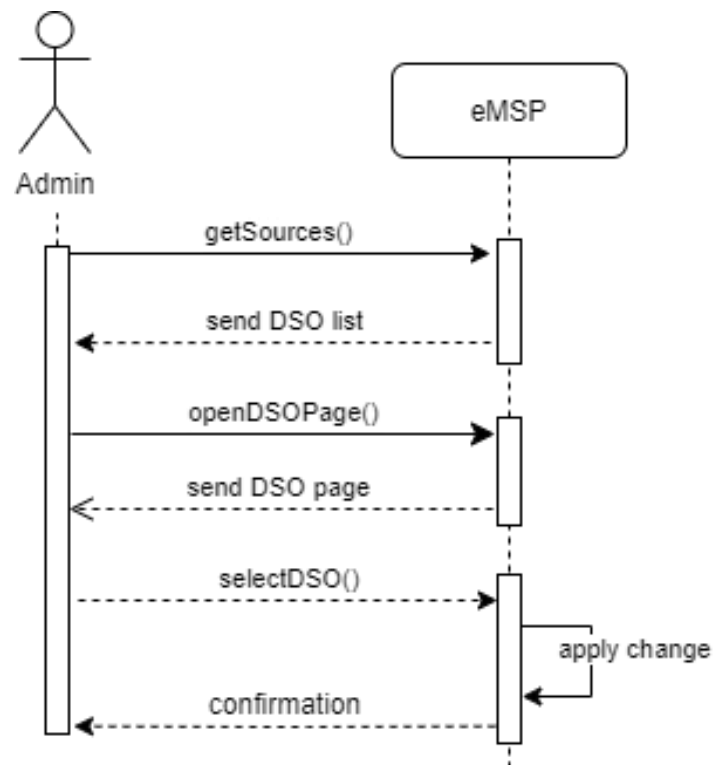 eMSP
Admin
getSources()
send DSO list
openDSOPage()
send DSO page
selectDSO()
apply change
confirmation